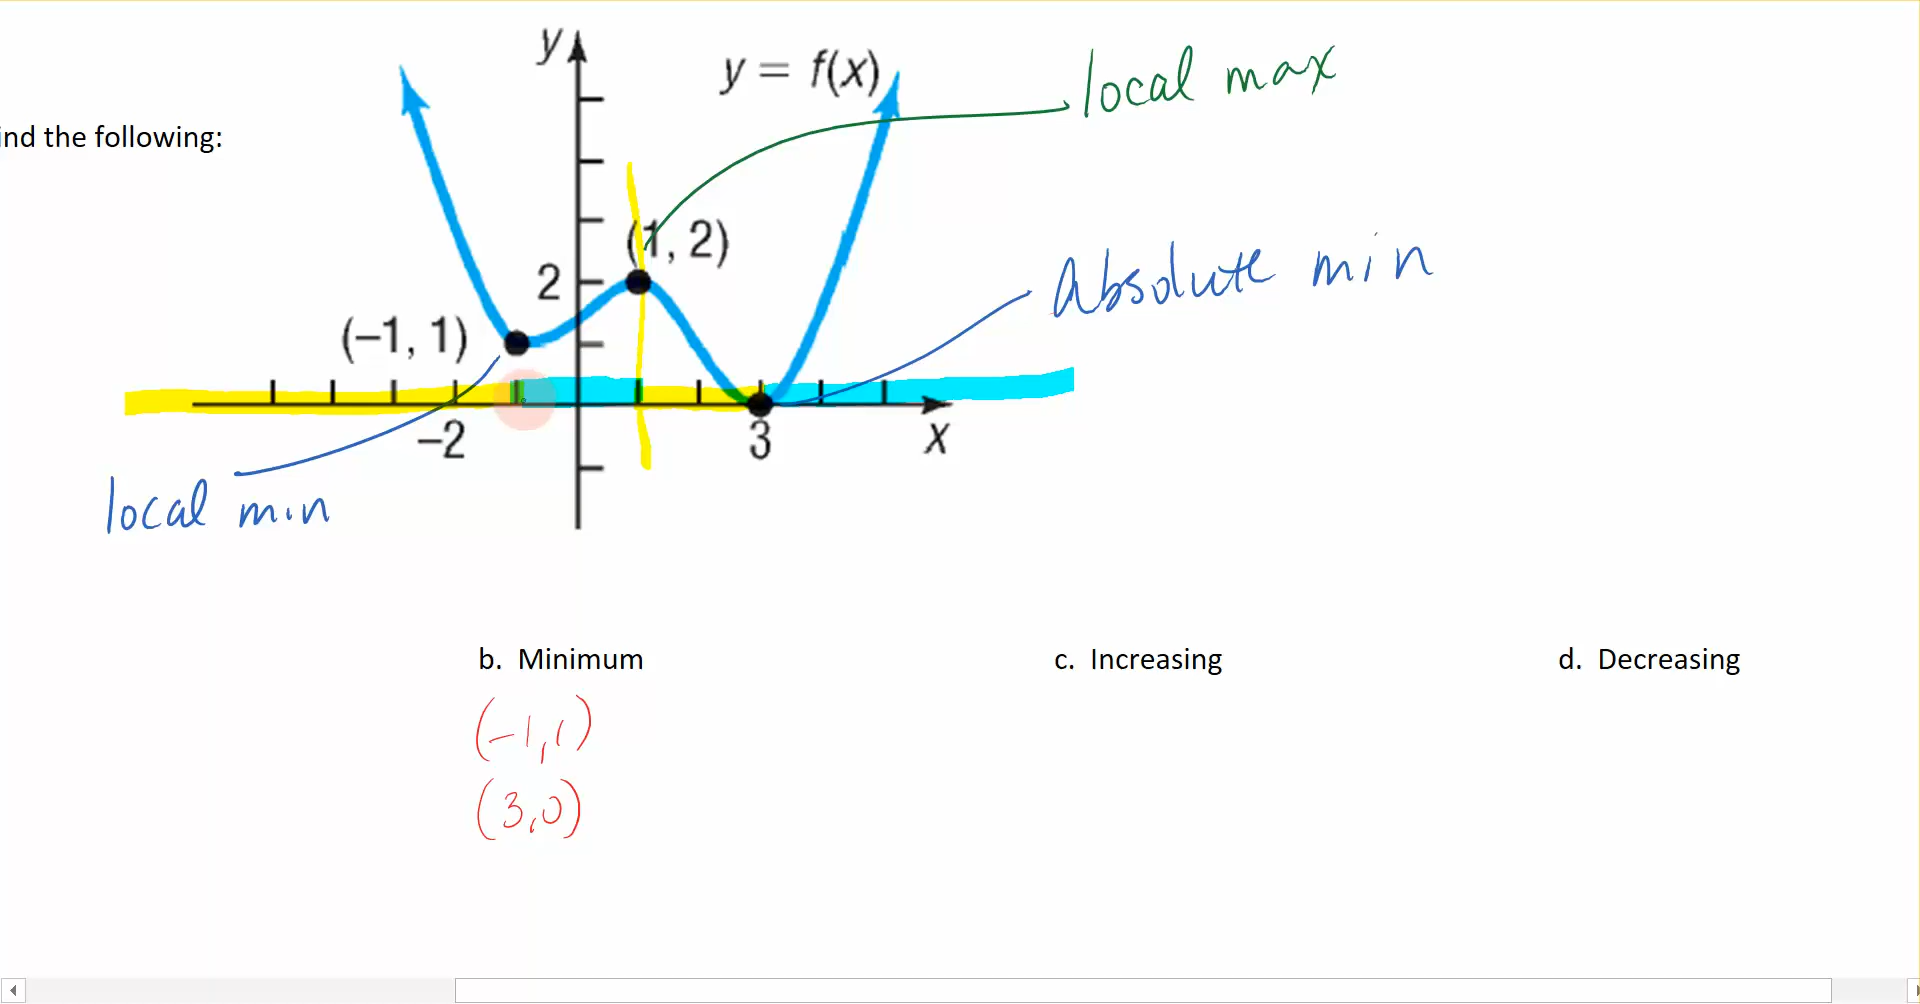 y
y = f(x)
local max
ind the following:
(1, 2)
2
Absolute min
(–1, 1)
–2
3
x
local min
b. Minimum
c. Increasing
d. Decreasing
(-1,1)
(3,0)